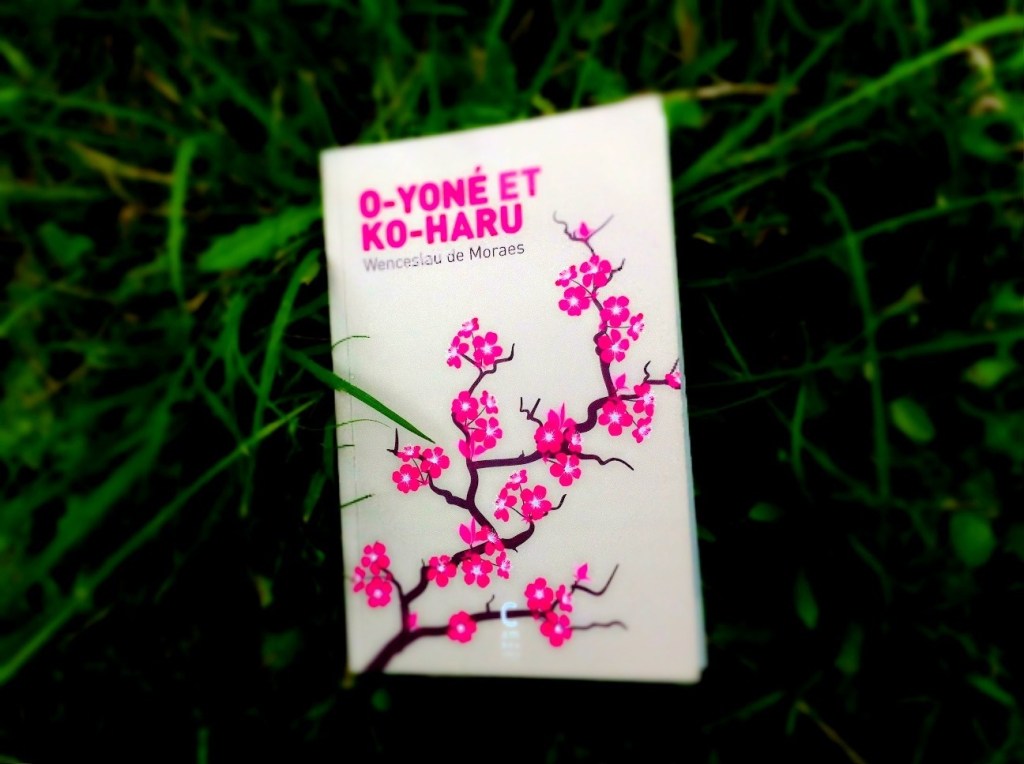 O-YONÉ ET
KO-HARU
Wenceslau de Moraes